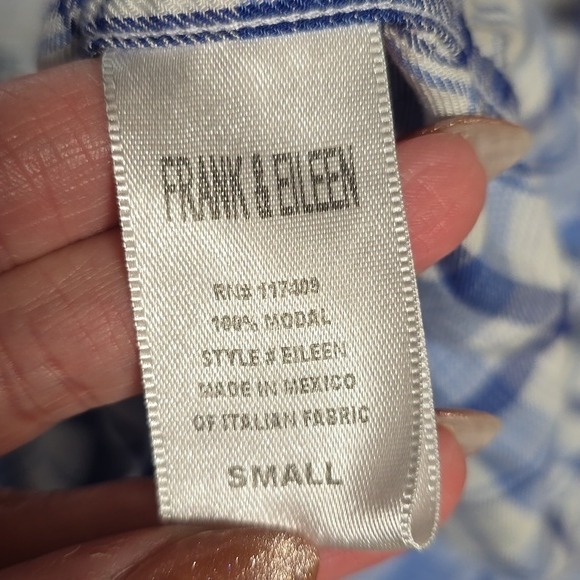 FRANK & EILEEN
RN# 117409
100% MODAL
STYLE # EILEEN
MADE IN MEXICO
OF ITALIAN FABRIC
SMALL